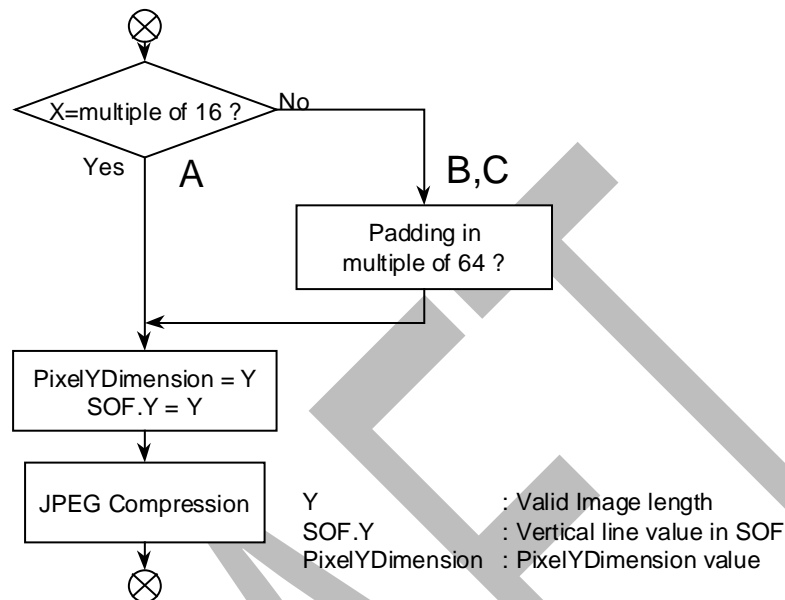 X=multiple of 16 ?
No
Yes
A
B,C
Padding in
multiple of 64 ?
PixelYDimension = Y
SOF.Y = Y
JPEG Compression
Y : Valid Image length
SOF.Y : Vertical line value in SOF
PixelYDimension : PixelYDimension value